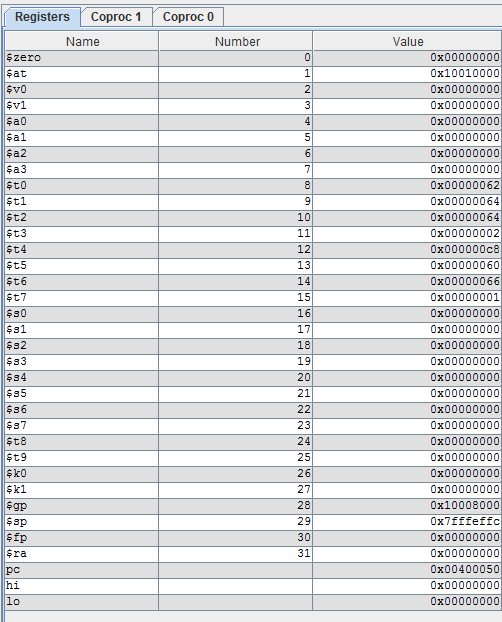 Registers Coproc 1 Coproc 0
Name Number Value
$zero 0 0x00000000
$at 1 0x10010000
$v0 2 0x00000000
$v1 3 0x00000000
$a0 4 0x00000000
$a1 5 0x00000000
$a2 6 0x00000000
$a3 7 0x00000000
$t0 8 0x00000062
$t1 9 0x00000064
$t2 10 0x00000064
$t3 11 0x00000002
$t4 12 0x000000c8
$t5 13 0x00000060
$t6 14 0x00000066
$t7 15 0x00000001
$s0 16 0x00000000
$s1 17 0x00000000
$s2 18 0x00000000
$s3 19 0x00000000
$s4 20 0x00000000
$s5 21 0x00000000
$s6 22 0x00000000
$s7 23 0x00000000
$t8 24 0x00000000
$t9 25 0x00000000
$k0 26 0x00000000
$k1 27 0x00000000
$gp 28 0x10008000
$sp 29 0x7fffeffc
$fp 30 0x00000000
$ra 31 0x00000000
pc 0x00400050
hi 0x00000000
lo 0x00000000